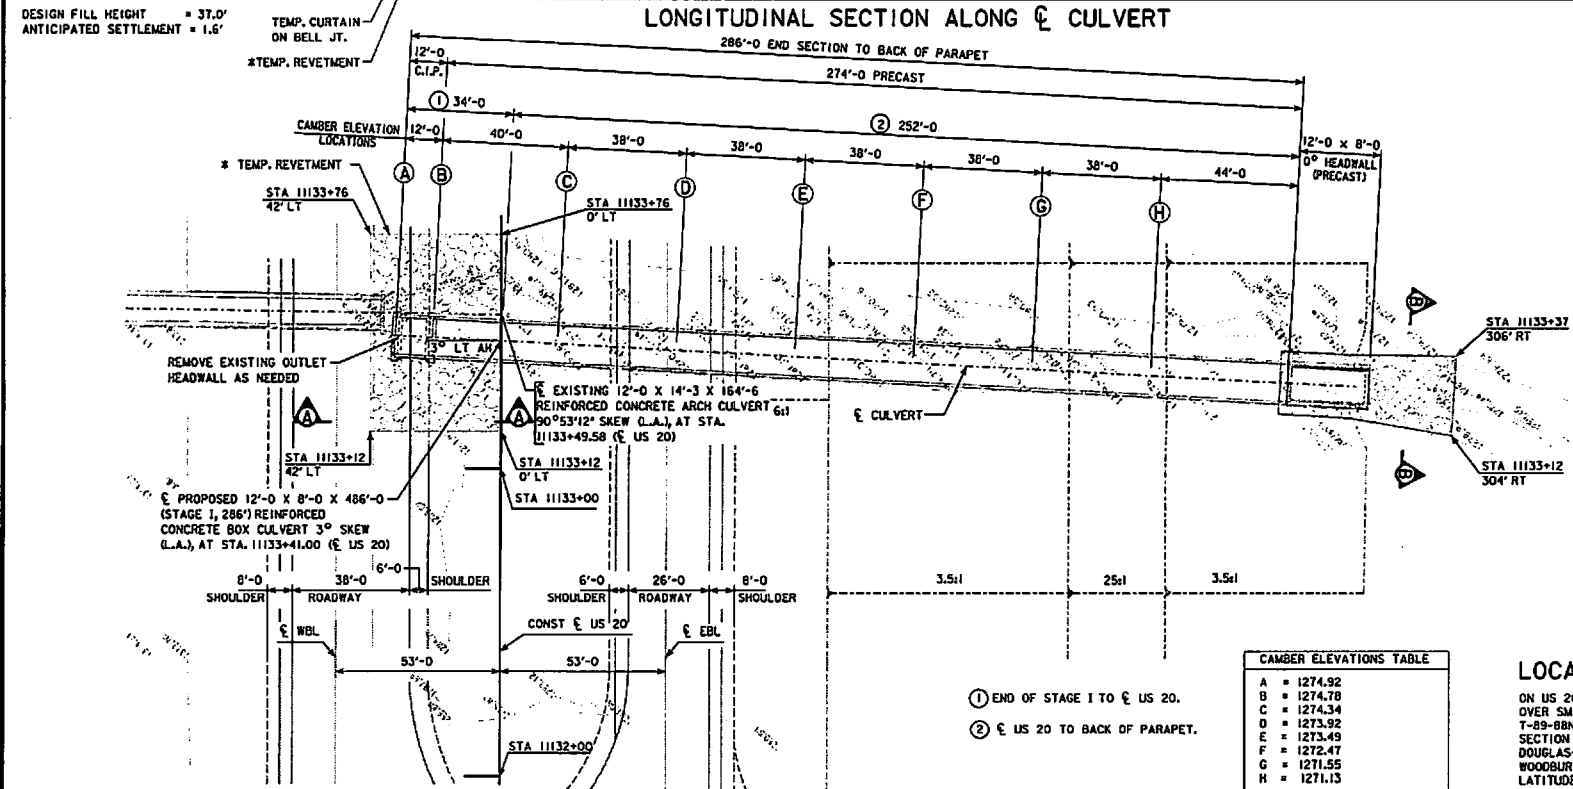 DESIGN FILL HEIGHT = 37.0'
ANTICIPATED SETTLEMENT = 1.6'
TEMP. CURTAIN
ON BELL JT.
*TEMP. REVETMENT
LONGITUDINAL SECTION ALONG ℄ CULVERT
286'-0 END SECTION TO BACK OF PARAPET
12'-0
C.I.P.
274'-0 PRECAST
① 34'-0
② 252'-0
CAMBER ELEVATION
LOCATIONS
12'-0
40'-0
38'-0
38'-0
38'-0
38'-0
38'-0
44'-0
12'-0 x 8'-0
0° HEADWALL
(PRECAST)
* TEMP. REVETMENT
A
B
C
D
E
F
G
H
STA 11133+76
42' LT
STA 11133+76
0' LT
B
STA 11133+37
306' RT
REMOVE EXISTING OUTLET
HEADWALL AS NEEDED
3° LT AH
℄ EXISTING 12'-0 X 14'-3 X 164'-6
REINFORCED CONCRETE ARCH CULVERT
90°53'12" SKEW (L.A.), AT STA.
11133+49.58 (℄ US 20)
6:1
℄ CULVERT
A
A
STA 11133+12
42' LT
STA 11133+12
0' LT
B
STA 11133+12
304' RT
STA 11133+00
℄ PROPOSED 12'-0 X 8'-0 X 486'-0
(STAGE I, 286') REINFORCED
CONCRETE BOX CULVERT 3° SKEW
(L.A.), AT STA. 11133+41.00 (℄ US 20)
8'-0
SHOULDER
38'-0
ROADWAY
6'-0
SHOULDER
6'-0
SHOULDER
26'-0
ROADWAY
8'-0
SHOULDER
3.5:1
25:1
3.5:1
℄ WBL
CONST ℄ US 20
℄ EBL
53'-0
53'-0
STA 11132+00
① END OF STAGE I TO ℄ US 20.
② ℄ US 20 TO BACK OF PARAPET.
CAMBER ELEVATIONS TABLE
A = 1274.92
B = 1274.78
C = 1274.34
D = 1273.92
E = 1273.49
F = 1272.47
G = 1271.55
H = 1271.13
LOCA
ON US 20
OVER SM
T-89-88N
SECTION
DOUGLAS-
WOODBUR
LATITUDE